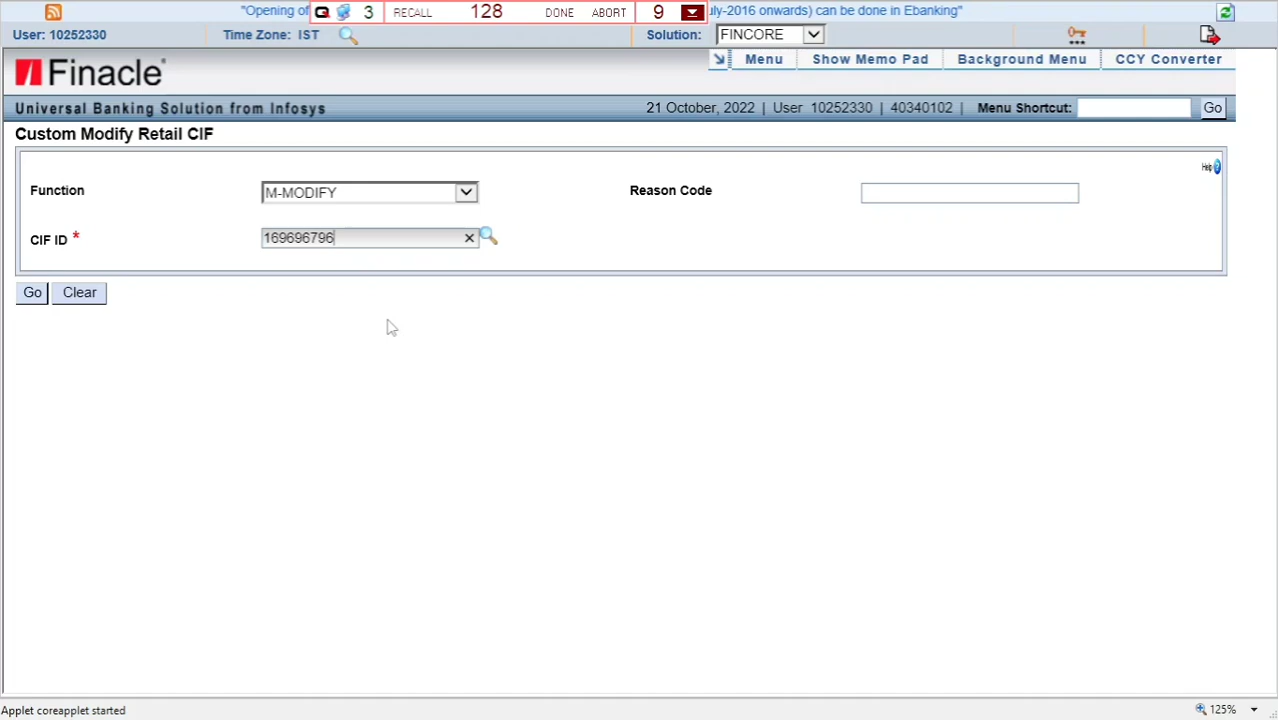 "Opening of
3 RECALL 128 DONE ABORT 9
uly-2016 onwards) can be done in Ebanking"
User: 10252330 Time Zone: IST Solution: FINCORE
Finacle
Menu Show Memo Pad Background Menu CCY Converter
Universal Banking Solution from Infosys 21 October, 2022 | User 10252330 | 40340102 | Menu Shortcut: Go
Custom Modify Retail CIF
Help
Function M-MODIFY Reason Code
CIF ID * 169696796
Go Clear
Applet coreapplet started 125%